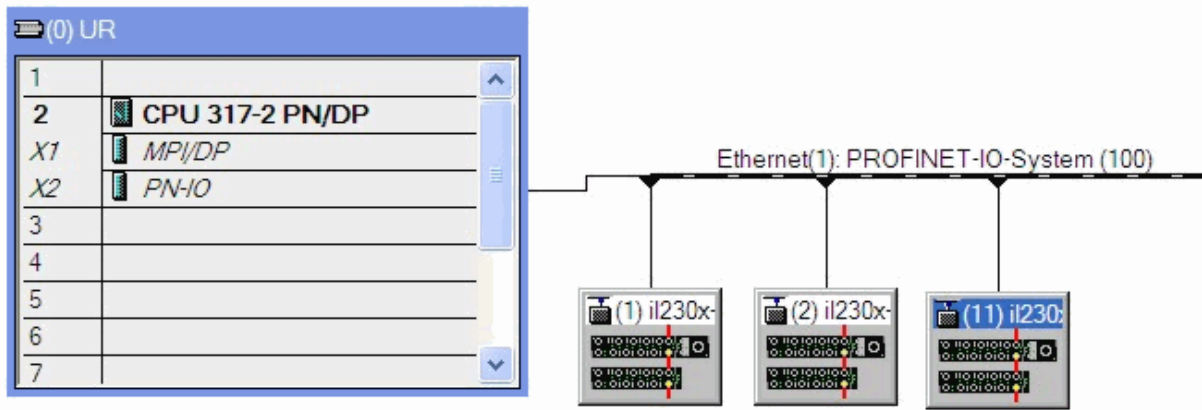 (0) UR
1
2 CPU 317-2 PN/DP
X1 MPI/DP
X2 PN-IO
3
4
5
6
7
Ethernet(1): PROFINET-IO-System (100)
(1) il230x-
(2) il230x-
(11) il230x